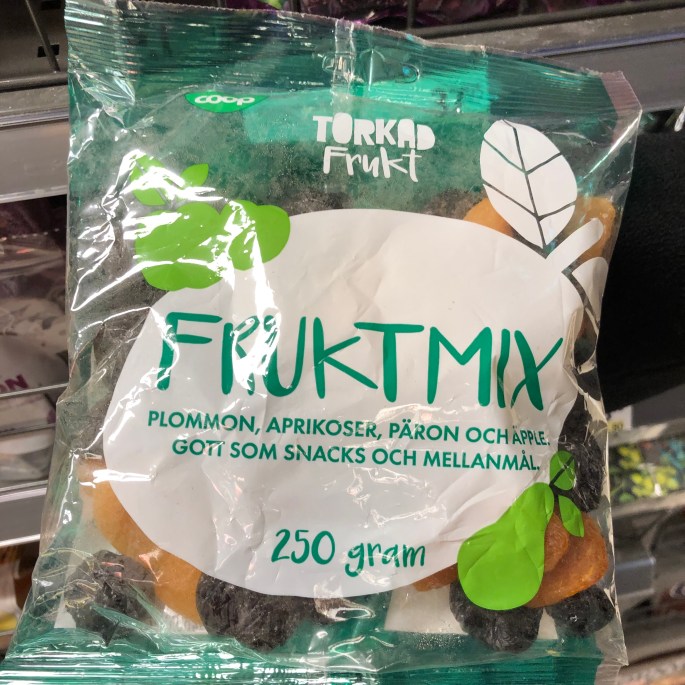 coop
TORKAD
Frukt
FRUKTMIX
PLOMMON, APRIKOSER, PÄRON OCH ÄPPLE.
GOTT SOM SNACKS OCH MELLANMÅL.
250 gram